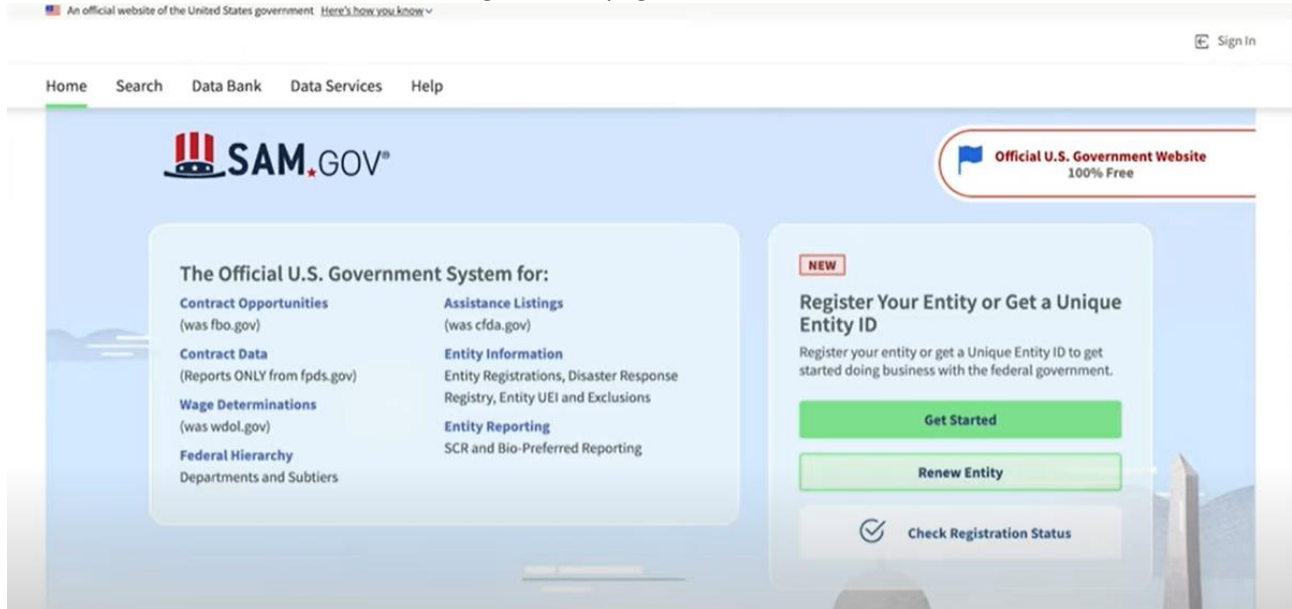 An official website of the United States government Here's how you know
Sign In
Home Search Data Bank Data Services Help
SAM.GOV®
Official U.S. Government Website
100% Free
The Official U.S. Government System for:
Contract Opportunities
(was fbo.gov)
Contract Data
(Reports ONLY from fpds.gov)
Wage Determinations
(was wdol.gov)
Federal Hierarchy
Departments and Subtiers
Assistance Listings
(was cfda.gov)
Entity Information
Entity Registrations, Disaster Response
Registry, Entity UEI and Exclusions
Entity Reporting
SCR and Bio-Preferred Reporting
NEW
Register Your Entity or Get a Unique
Entity ID
Register your entity or get a Unique Entity ID to get
started doing business with the federal government.
Get Started
Renew Entity
Check Registration Status